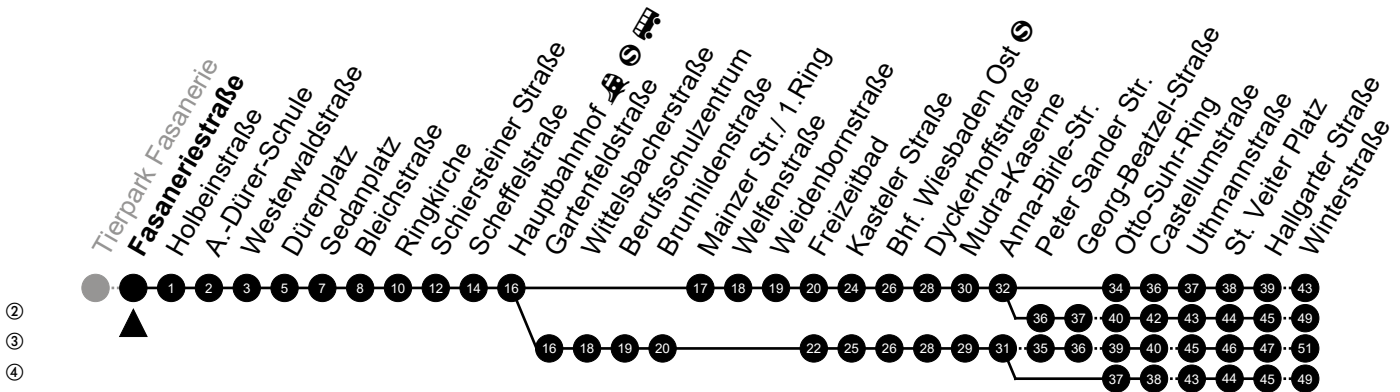 Tierpark Fasanerie
Fasaneriestraße
Holbeinstraße
A.-Dürer-Schule
Westerwaldstraße
Dürerplatz
Sedanplatz
Bleichstraße
Ringkirche
Schiersteiner Straße
Scheffelstraße
Hauptbahnhof S
Gartenfeldstraße
Wittelsbacherstraße
Berufsschulzentrum
Brunhildenstraße
Mainzer Str./ 1.Ring
Welfenstraße
Weidenbornstraße
Freizeitbad
Kasteler Straße
Bhf. Wiesbaden Ost S
Dyckerhoffstraße
Mudra-Kaserne
Anna-Birle-Str.
Peter Sander Str.
Georg-Beatzel-Straße
Otto-Suhr-Ring
Castellumstraße
Uthmannstraße
St. Veiter Platz
Hallgarter Straße
Winterstraße
1 2 3 5 7 8 10 12 14 16 17 18 19 20 24 26 28 30 32 34 36 37 38 39 43
② 36 37 40 42 43 44 45 49
③ 16 18 19 20 22 25 26 28 29 31 35 36 39 40 45 46 47 51
④ 37 38 43 44 45 49